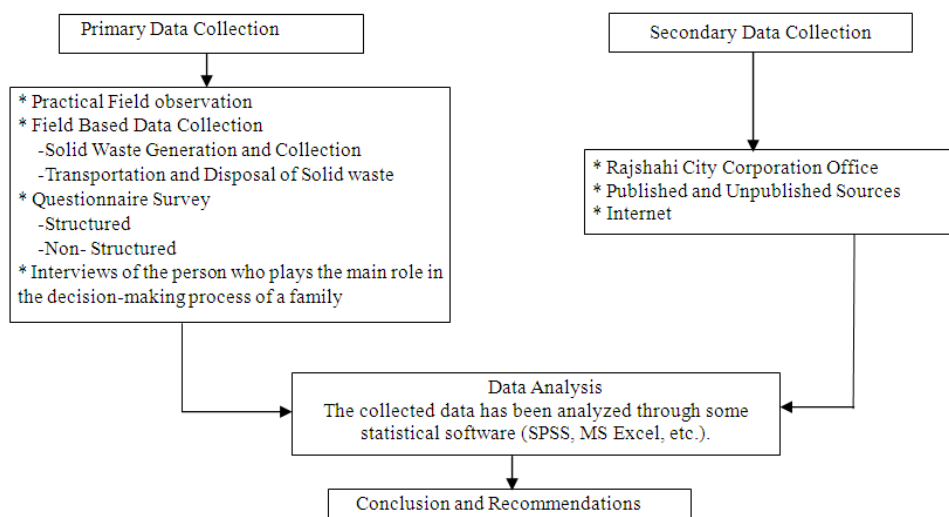 Primary Data Collection
Secondary Data Collection
* Practical Field observation
* Field Based Data Collection
-Solid Waste Generation and Collection
-Transportation and Disposal of Solid waste
* Questionnaire Survey
-Structured
-Non- Structured
* Interviews of the person who plays the main role in
the decision-making process of a family
* Rajshahi City Corporation Office
* Published and Unpublished Sources
* Internet
Data Analysis
The collected data has been analyzed through some
statistical software (SPSS, MS Excel, etc.).
Conclusion and Recommendations